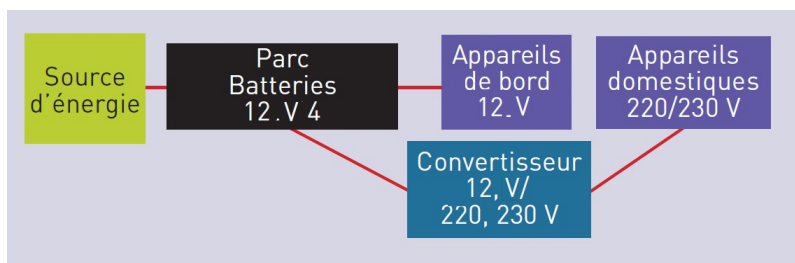 Source
d'énergie
Parc
Batteries
12.V 4
Appareils
de bord
12.V
Appareils
domestiques
220/230 V
Convertisseur
12, V/
220, 230 V